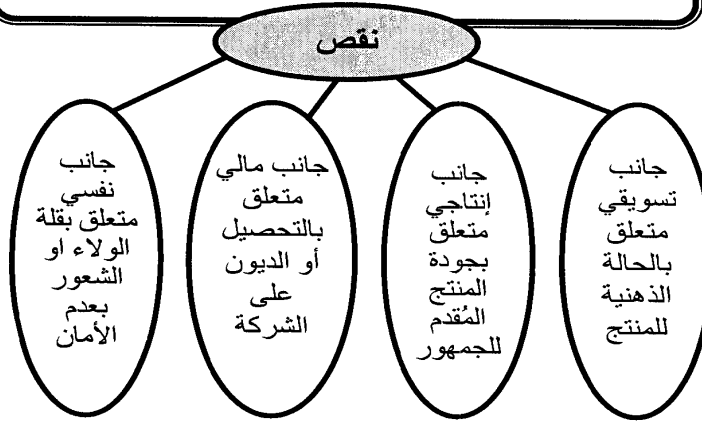 نقص
جانب
تسويقي
متعلق
بالحالة
الذهنية
للمنتج
جانب
إنتاجي
متعلق
بجودة
المنتج
المُقدم
للجمهور
جانب مالي
متعلق
بالتحصيل
أو الديون
على
الشركة
جانب
نفسي
متعلق بقلة
الولاء او
الشعور
بعدم
الأمان